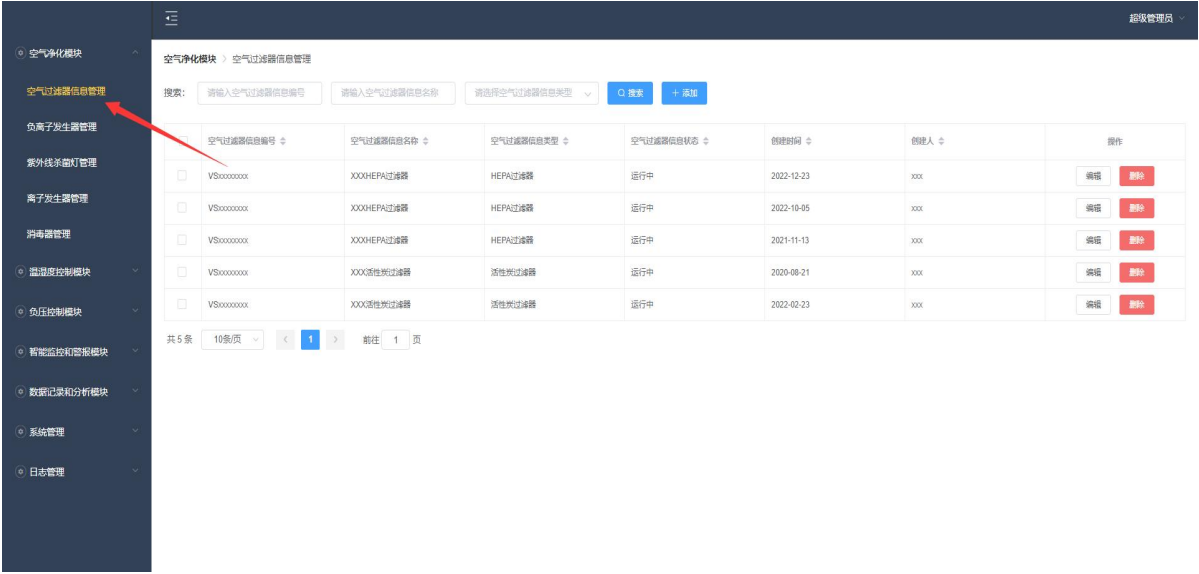 超级管理员
空气净化模块
空气过滤器信息管理
负离子发生器管理
紫外线杀菌灯管理
离子发生器管理
消毒器管理
温湿度控制模块
负压控制模块
智能监控和警报模块
数据记录和分析模块
系统管理
日志管理
空气净化模块 > 空气过滤器信息管理
搜索: 请输入空气过滤器信息编号 请输入空气过滤器信息名称 请选择空气过滤器信息类型 搜索 + 添加
空气过滤器信息编号 空气过滤器信息名称 空气过滤器信息类型 空气过滤器信息状态 创建时间 创建人 操作
VSxxxxxxxx XXXHEPA过滤器 HEPA过滤器 运行中 2022-12-23 xxx 编辑 删除
VSxxxxxxxx XXXHEPA过滤器 HEPA过滤器 运行中 2022-10-05 xxx 编辑 删除
VSxxxxxxxx XXXHEPA过滤器 HEPA过滤器 运行中 2021-11-13 xxx 编辑 删除
VSxxxxxxxx XXX活性炭过滤器 活性炭过滤器 运行中 2020-08-21 xxx 编辑 删除
VSxxxxxxxx XXX活性炭过滤器 活性炭过滤器 运行中 2022-02-23 xxx 编辑 删除
共5条 10条/页 < 1 > 前往 1 页